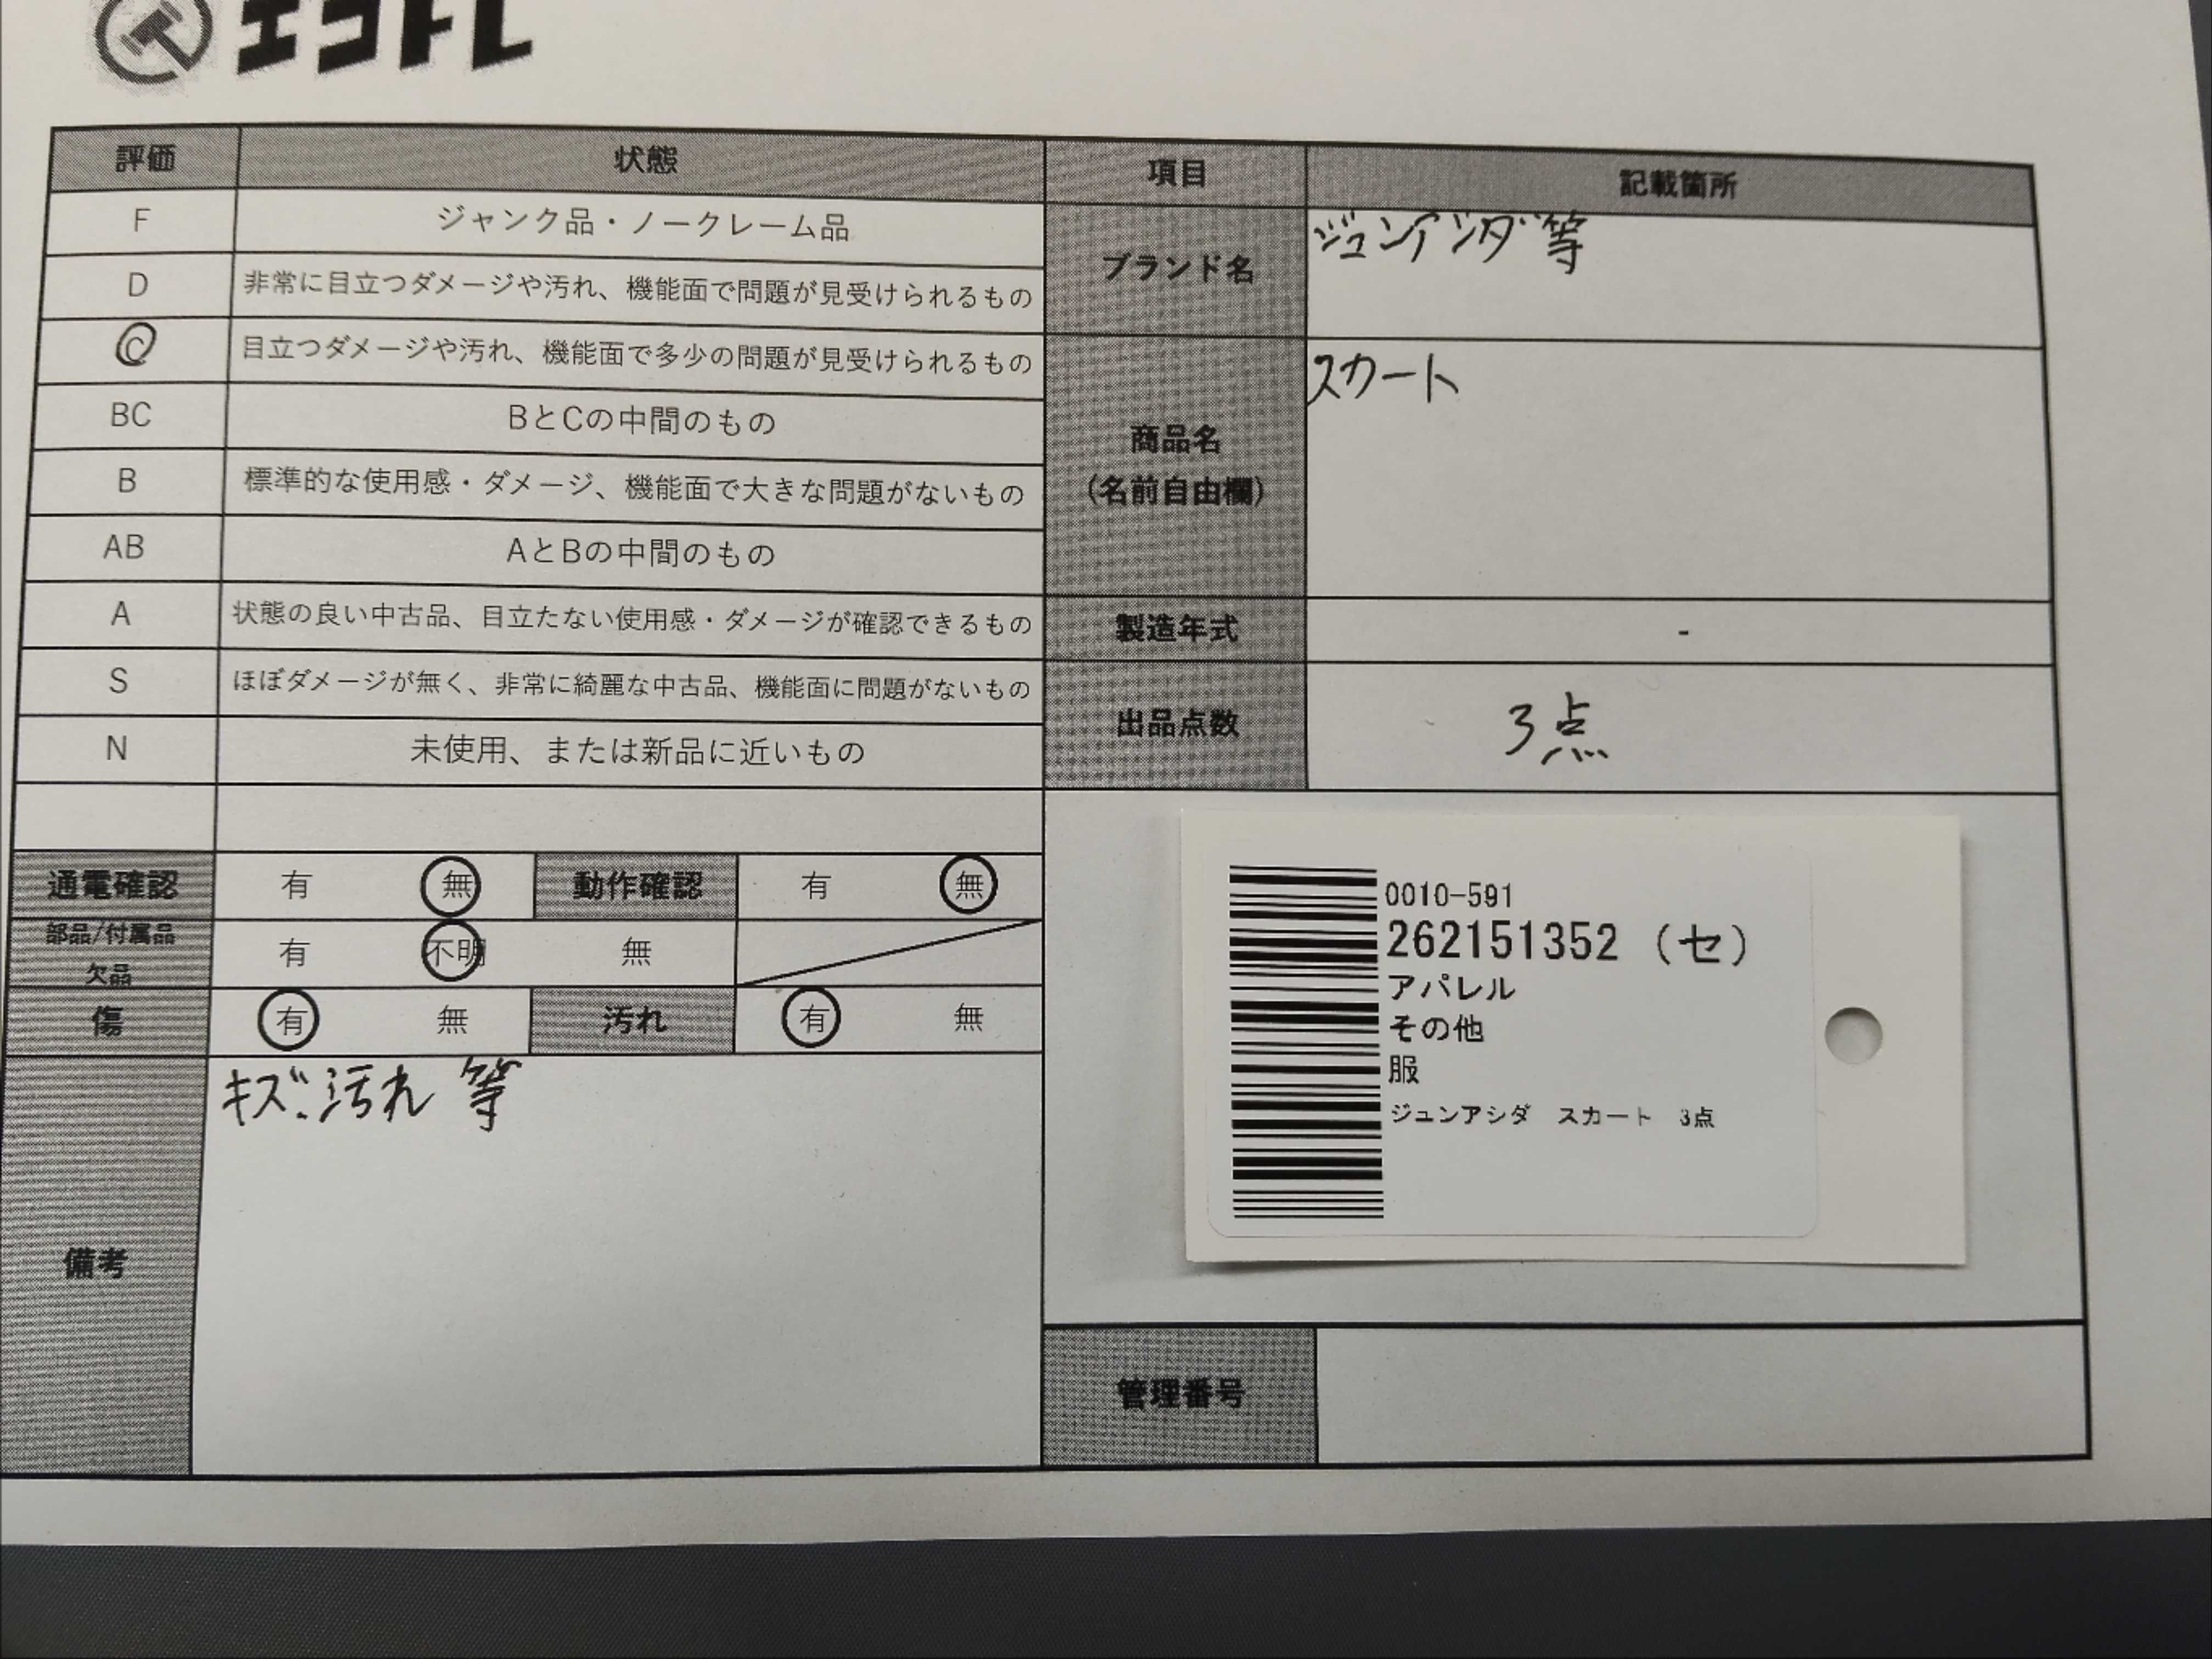 エコトレ
評価 状態 項目 記載箇所
F ジャンク品・ノークレーム品
D 非常に目立つダメージや汚れ、機能面で問題が見受けられるもの
C 目立つダメージや汚れ、機能面で多少の問題が見受けられるもの
BC BとCの中間のもの
B 標準的な使用感・ダメージ、機能面で大きな問題がないもの
AB AとBの中間のもの
A 状態の良い中古品、目立たない使用感・ダメージが確認できるもの
S ほぼダメージが無く、非常に綺麗な中古品、機能面に問題がないもの
N 未使用、または新品に近いもの
通電確認 有 無 動作確認 有 無
部品/付属品
欠品 有 不明 無
傷 有 無 汚れ 有 無
備考 キズ・汚れ 等
ブランド名 ジュンアシダ 等
商品名
(名前自由欄) スカート
製造年式 -
出品点数 3点
0010-591
262151352 (セ)
アパレル
その他
服
ジュンアシダ スカート 3点
管理番号